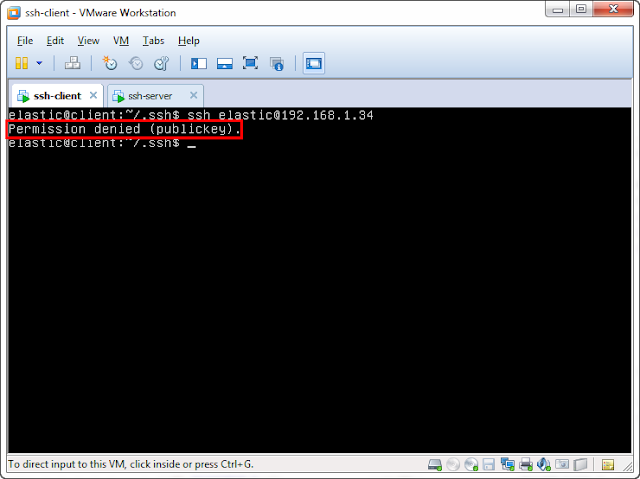 ssh-client - VMware Workstation
File Edit View VM Tabs Help
ssh-client ssh-server
elastic@client:~/.ssh$ ssh elastic@192.168.1.34
Permission denied (publickey).
elastic@client:~/.ssh$ _
To direct input to this VM, click inside or press Ctrl+G.